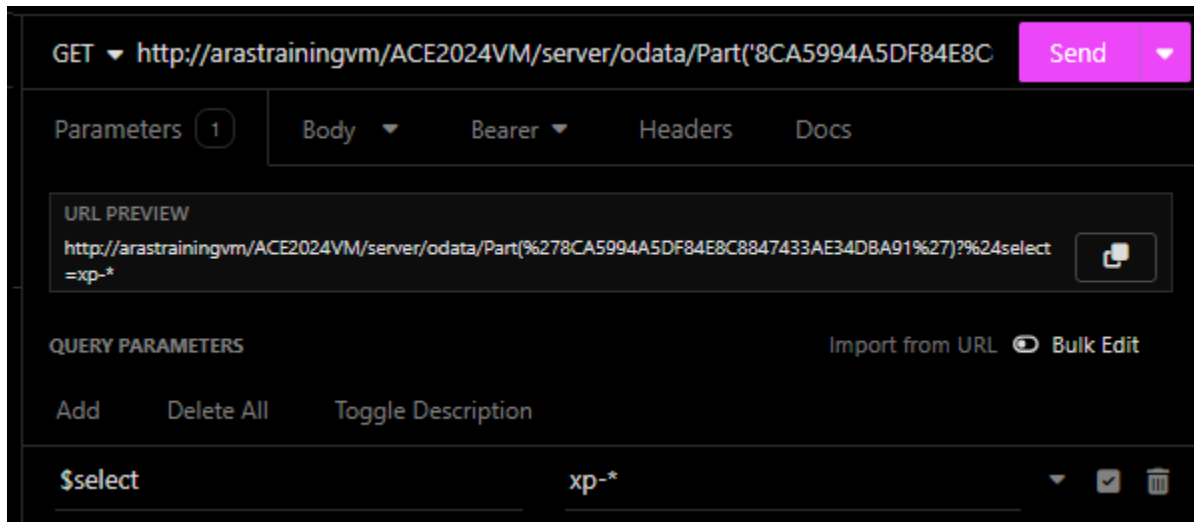 GET http://arastrainingvm/ACE2024VM/server/odata/Part('8CA5994A5DF84E8C Send
Parameters 1 Body Bearer Headers Docs
URL PREVIEW
http://arastrainingvm/ACE2024VM/server/odata/Part(%278CA5994A5DF84E8C8847433AE34DBA91%27)?%24select
=xp-*
QUERY PARAMETERS Import from URL Bulk Edit
Add Delete All Toggle Description
$select xp-*